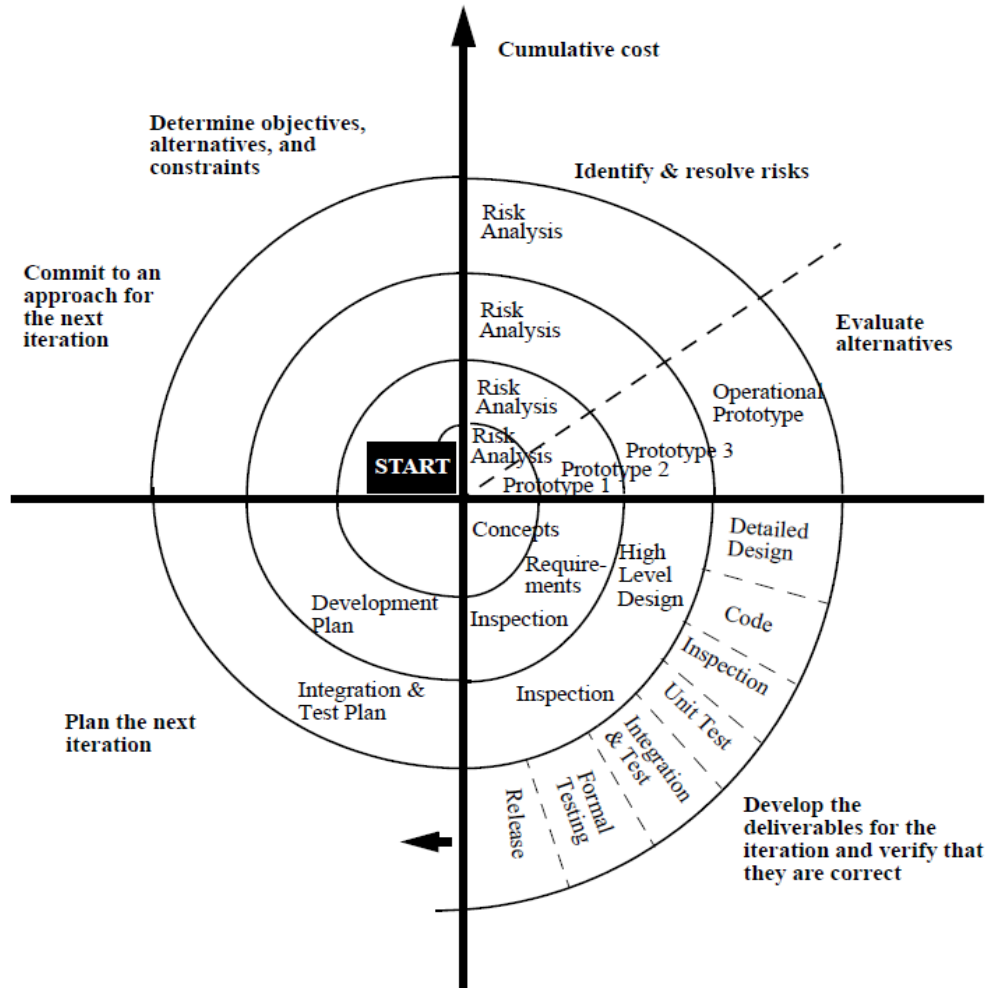 Cumulative cost
Determine objectives,
alternatives, and
constraints
Identify & resolve risks
Risk
Analysis
Commit to an
approach for
the next
iteration
Risk
Analysis
Evaluate
alternatives
Risk
Analysis
Operational
Prototype
Risk
Analysis
START
Prototype 3
Prototype 2
Prototype 1
Concepts
Require-
ments
High
Level
Design
Detailed
Design
Development
Plan
Inspection
Code
Inspection
Unit Test
Integration
& Test
Formal
Testing
Release
Integration &
Test Plan
Inspection
Plan the next
iteration
Develop the
deliverables for the
iteration and verify that
they are correct